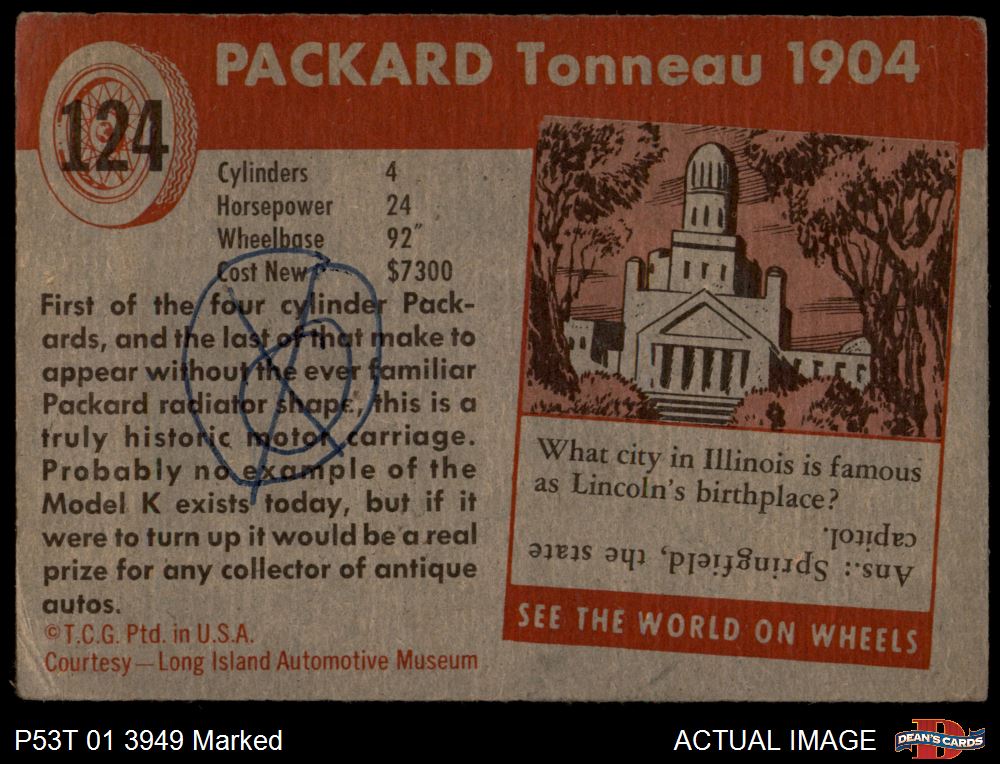 124
PACKARD Tonneau 1904
Cylinders 4
Horsepower 24
Wheelbase 92"
Cost New $7300
First of the four cylinder Pack-
ards, and the last of that make to
appear without the ever familiar
Packard radiator shape, this is a
truly historic motor carriage.
Probably no example of the
Model K exists today, but if it
were to turn up it would be a real
prize for any collector of antique
autos.
©T.C.G. Ptd. in U.S.A.
Courtesy—Long Island Automotive Museum
What city in Illinois is famous
as Lincoln's birthplace?
Ans.: Springfield, the state
capitol.
SEE THE WORLD ON WHEELS
P53T 01 3949 Marked
ACTUAL IMAGE
DEAN'S CARDS